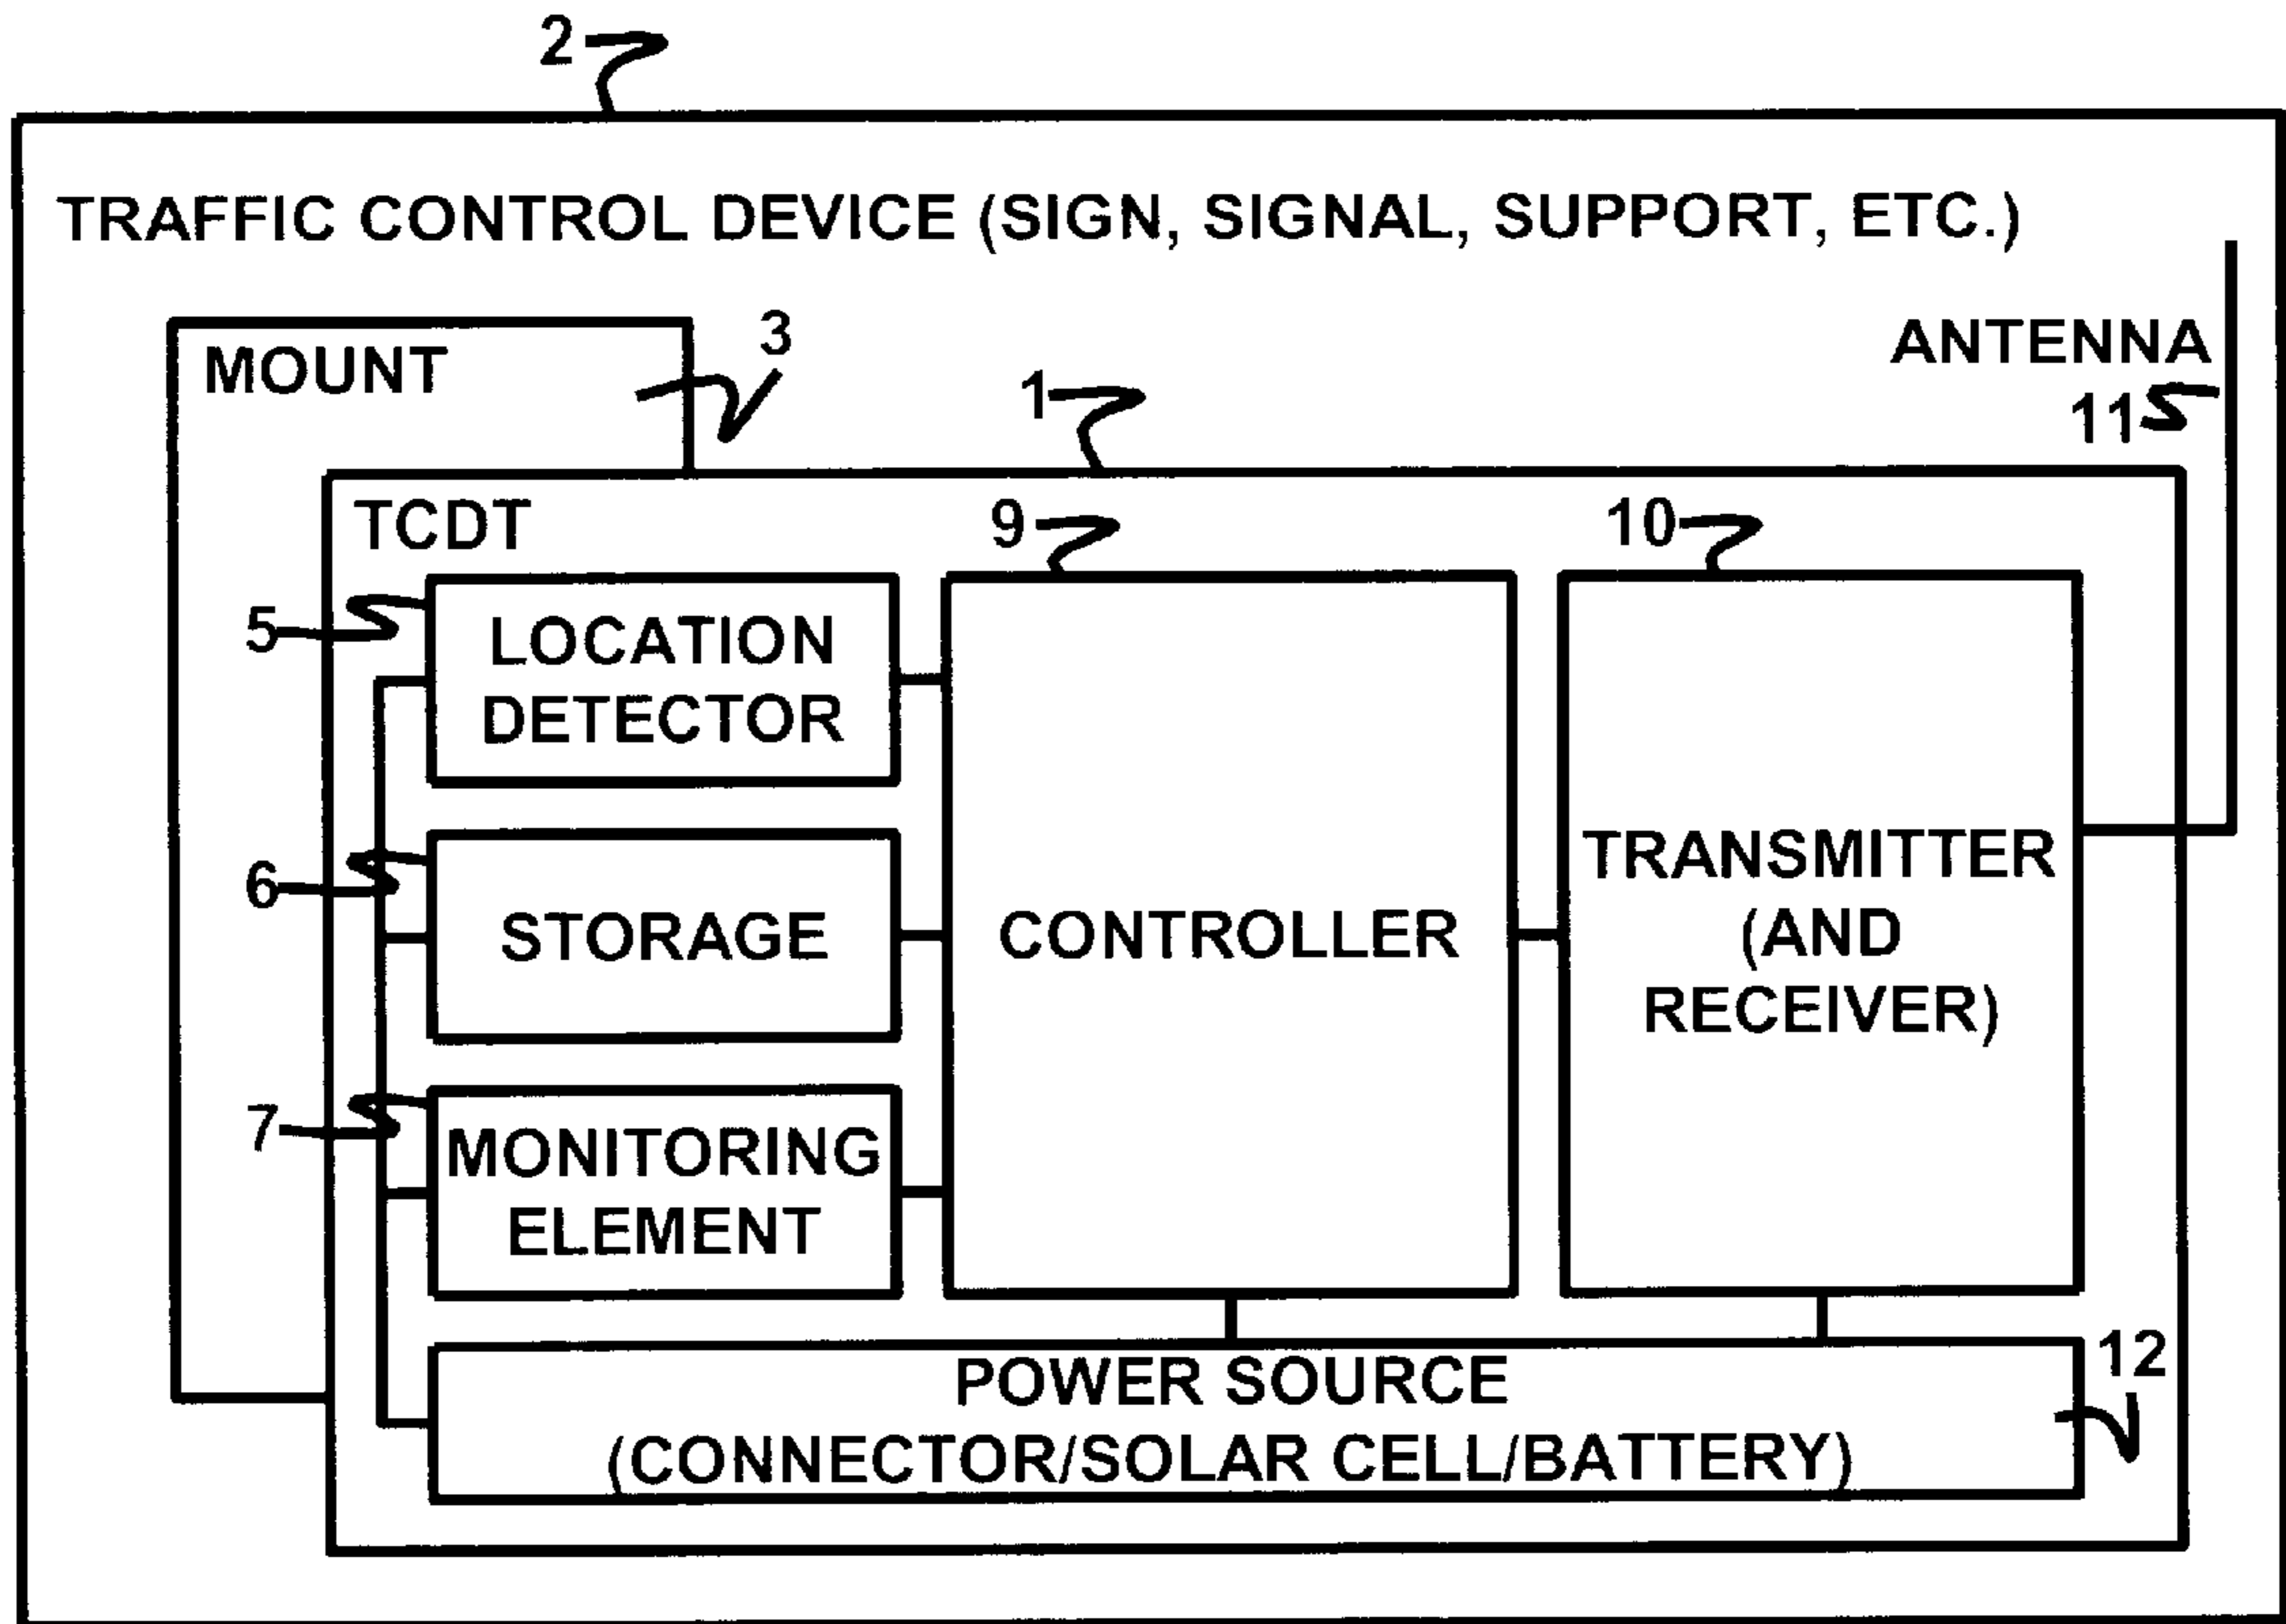 2
TRAFFIC CONTROL DEVICE (SIGN, SIGNAL, SUPPORT, ETC.)
MOUNT
3
1
ANTENNA
11
TCDT
9
10
5
LOCATION
DETECTOR
6
STORAGE
7
MONITORING
ELEMENT
CONTROLLER
TRANSMITTER
(AND
RECEIVER)
POWER SOURCE
(CONNECTOR/SOLAR CELL/BATTERY)
12